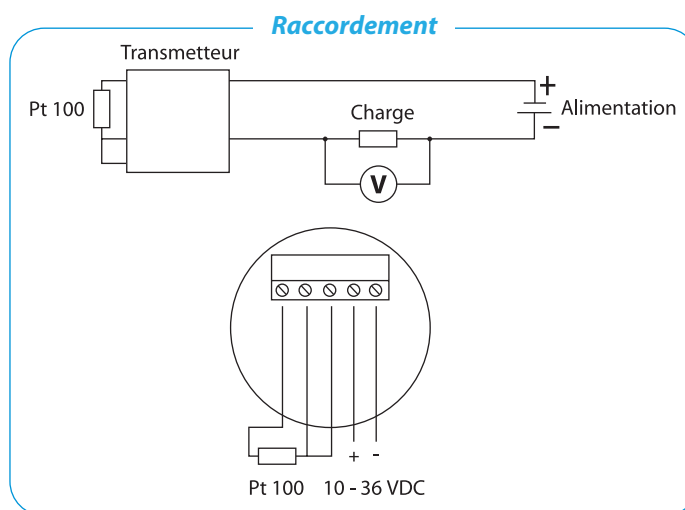 Raccordement
Transmetteur
Pt 100
Charge
+
Alimentation
−
V
+ -
Pt 100 10 - 36 VDC